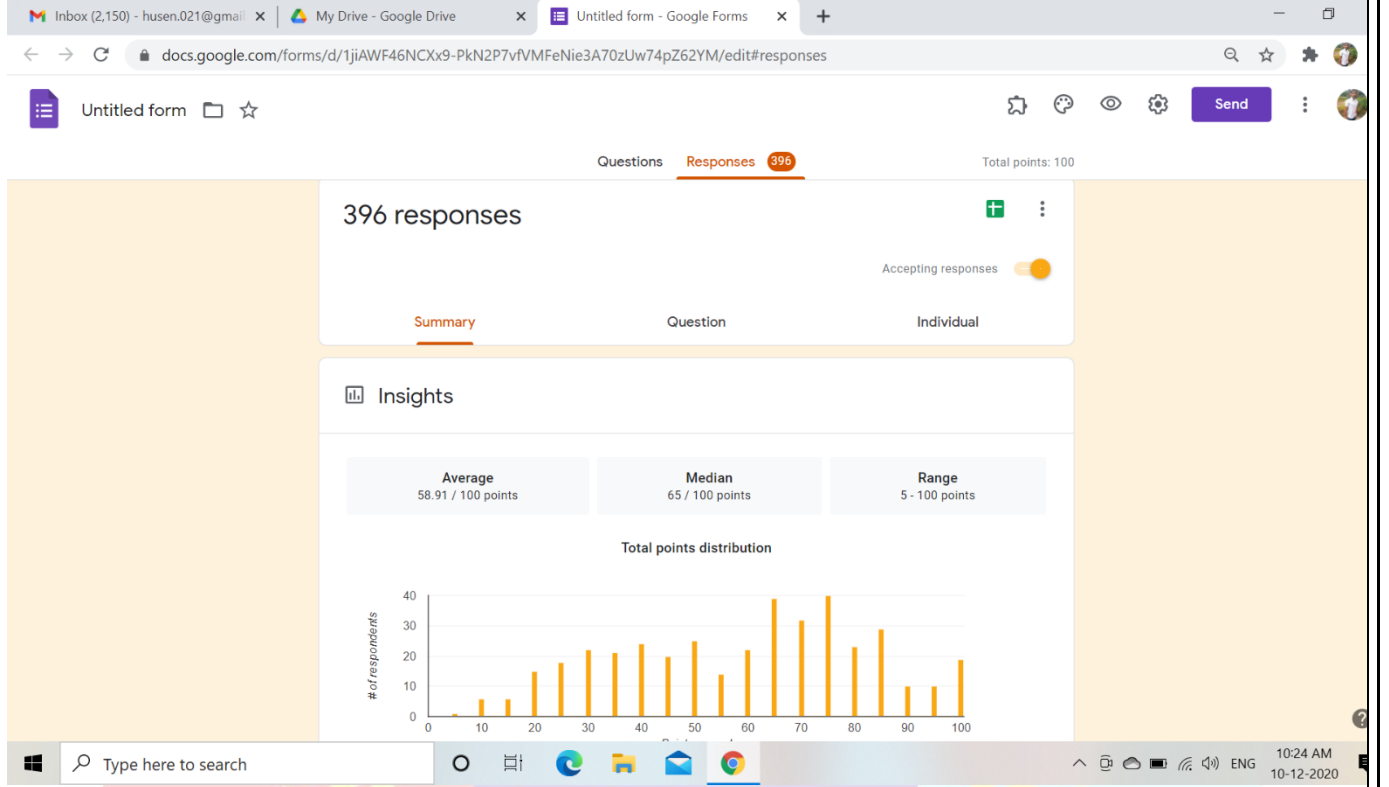 Inbox (2,150) - husen.021@gmail
My Drive - Google Drive
Untitled form - Google Forms
docs.google.com/forms/d/1jiAWF46NCXx9-PkN2P7vfVMFeNie3A70zUw74pZ62YM/edit#responses
Untitled form
Send
Questions Responses 396 Total points: 100
396 responses
Accepting responses
Summary Question Individual
Insights
Average Median Range
58.91 / 100 points 65 / 100 points 5 - 100 points
Total points distribution
# of respondents
40
30
20
10
0
0 10 20 30 40 50 60 70 80 90 100
Type here to search
ENG
10:24 AM
10-12-2020